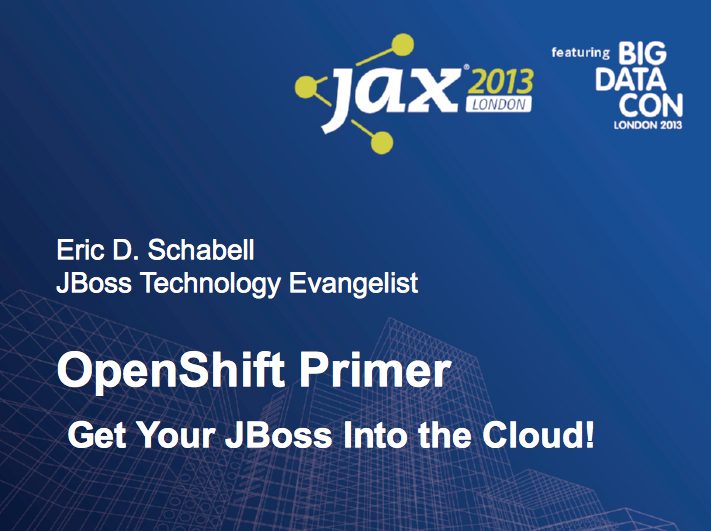 jax® 2013
LONDON
featuring BIG
DATA
CON
LONDON 2013
Eric D. Schabell
JBoss Technology Evangelist
OpenShift Primer
Get Your JBoss Into the Cloud!